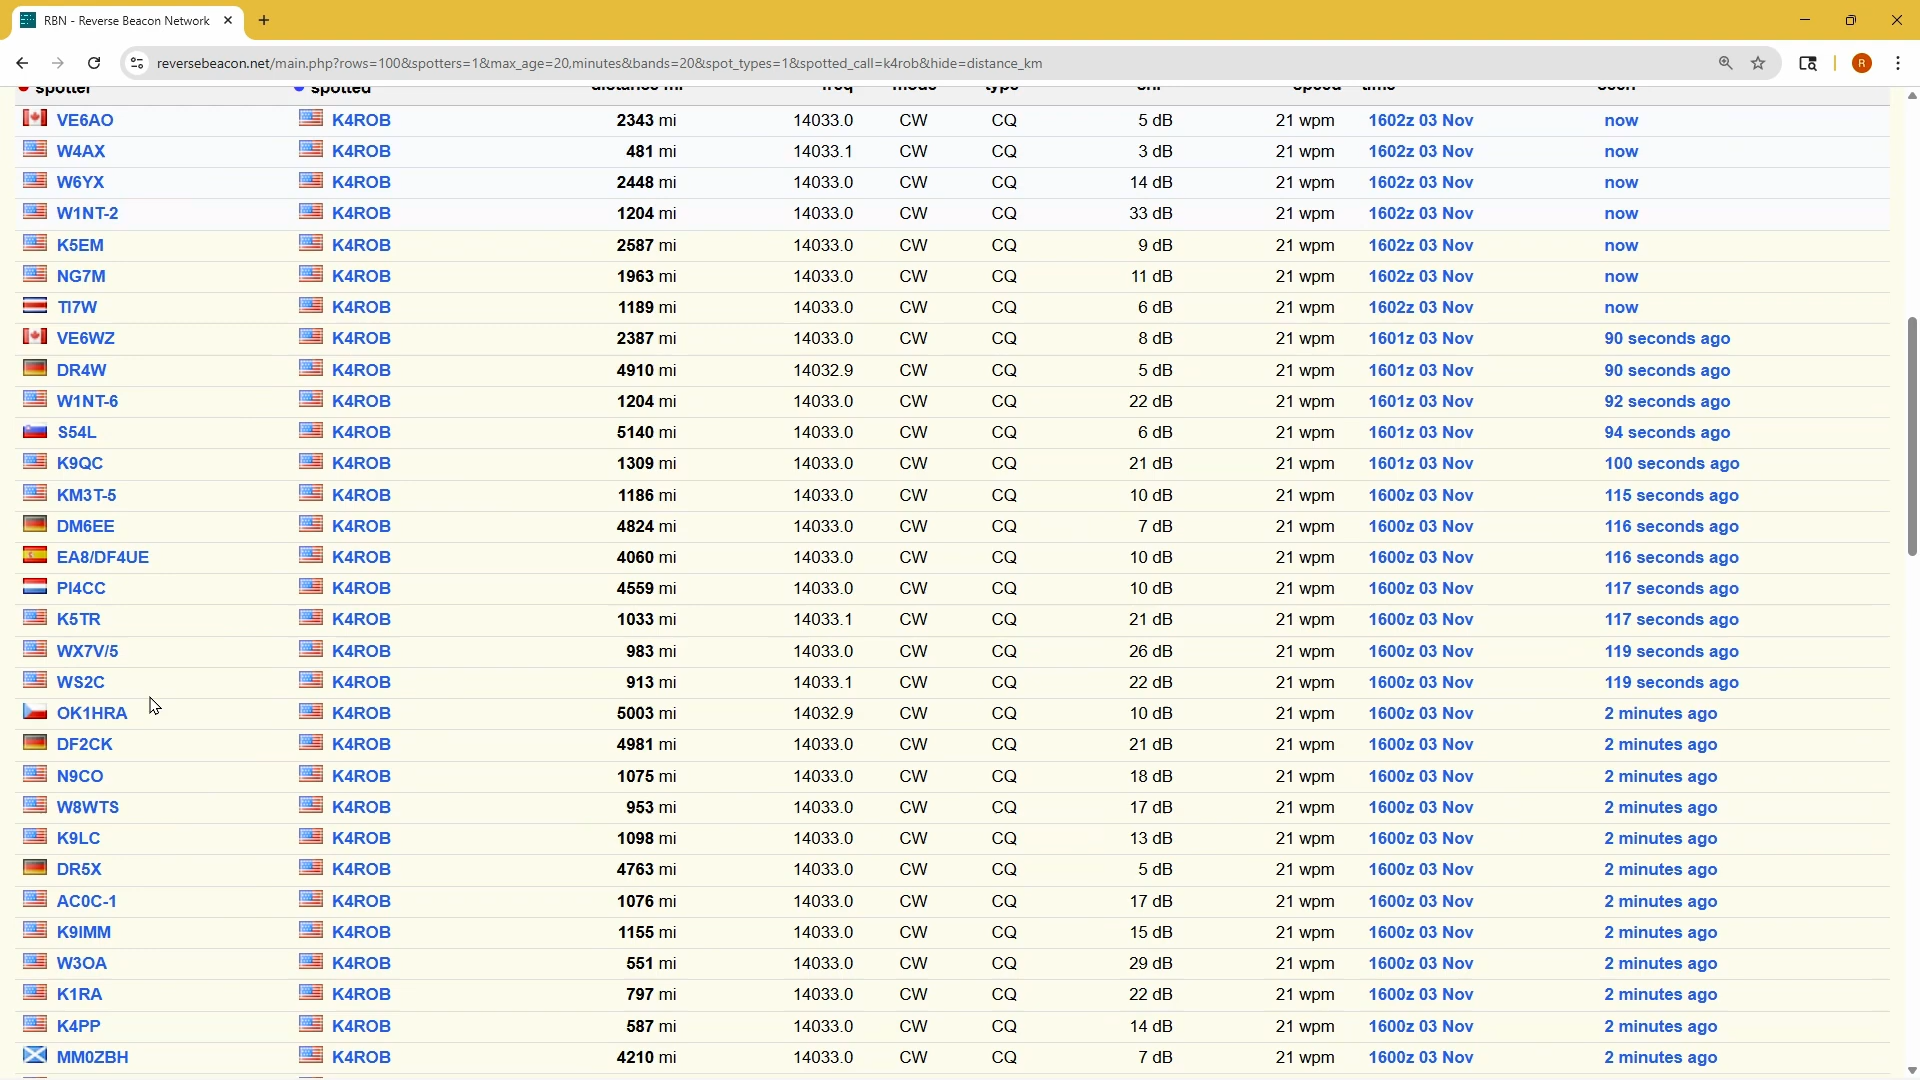 RBN - Reverse Beacon Network
reversebeacon.net/main.php?rows=100&spotters=1&max_age=20,minutes&bands=20&spot_types=1&spotted_call=k4rob&hide=distance_km
R
spotter spotted distance mi freq mode type snr speed time seen
VE6AO K4ROB 2343 mi 14033.0 CW CQ 5 dB 21 wpm 1602z 03 Nov now
W4AX K4ROB 481 mi 14033.1 CW CQ 3 dB 21 wpm 1602z 03 Nov now
W6YX K4ROB 2448 mi 14033.0 CW CQ 14 dB 21 wpm 1602z 03 Nov now
W1NT-2 K4ROB 1204 mi 14033.0 CW CQ 33 dB 21 wpm 1602z 03 Nov now
K5EM K4ROB 2587 mi 14033.0 CW CQ 9 dB 21 wpm 1602z 03 Nov now
NG7M K4ROB 1963 mi 14033.0 CW CQ 11 dB 21 wpm 1602z 03 Nov now
TI7W K4ROB 1189 mi 14033.0 CW CQ 6 dB 21 wpm 1602z 03 Nov now
VE6WZ K4ROB 2387 mi 14033.0 CW CQ 8 dB 21 wpm 1601z 03 Nov 90 seconds ago
DR4W K4ROB 4910 mi 14032.9 CW CQ 5 dB 21 wpm 1601z 03 Nov 90 seconds ago
W1NT-6 K4ROB 1204 mi 14033.0 CW CQ 22 dB 21 wpm 1601z 03 Nov 92 seconds ago
S54L K4ROB 5140 mi 14033.0 CW CQ 6 dB 21 wpm 1601z 03 Nov 94 seconds ago
K9QC K4ROB 1309 mi 14033.0 CW CQ 21 dB 21 wpm 1601z 03 Nov 100 seconds ago
KM3T-5 K4ROB 1186 mi 14033.0 CW CQ 10 dB 21 wpm 1600z 03 Nov 115 seconds ago
DM6EE K4ROB 4824 mi 14033.0 CW CQ 7 dB 21 wpm 1600z 03 Nov 116 seconds ago
EA8/DF4UE K4ROB 4060 mi 14033.0 CW CQ 10 dB 21 wpm 1600z 03 Nov 116 seconds ago
PI4CC K4ROB 4559 mi 14033.0 CW CQ 10 dB 21 wpm 1600z 03 Nov 117 seconds ago
K5TR K4ROB 1033 mi 14033.1 CW CQ 21 dB 21 wpm 1600z 03 Nov 117 seconds ago
WX7V/5 K4ROB 983 mi 14033.0 CW CQ 26 dB 21 wpm 1600z 03 Nov 119 seconds ago
WS2C K4ROB 913 mi 14033.1 CW CQ 22 dB 21 wpm 1600z 03 Nov 119 seconds ago
OK1HRA K4ROB 5003 mi 14032.9 CW CQ 10 dB 21 wpm 1600z 03 Nov 2 minutes ago
DF2CK K4ROB 4981 mi 14033.0 CW CQ 21 dB 21 wpm 1600z 03 Nov 2 minutes ago
N9CO K4ROB 1075 mi 14033.0 CW CQ 18 dB 21 wpm 1600z 03 Nov 2 minutes ago
W8WTS K4ROB 953 mi 14033.0 CW CQ 17 dB 21 wpm 1600z 03 Nov 2 minutes ago
K9LC K4ROB 1098 mi 14033.0 CW CQ 13 dB 21 wpm 1600z 03 Nov 2 minutes ago
DR5X K4ROB 4763 mi 14033.0 CW CQ 5 dB 21 wpm 1600z 03 Nov 2 minutes ago
AC0C-1 K4ROB 1076 mi 14033.0 CW CQ 17 dB 21 wpm 1600z 03 Nov 2 minutes ago
K9IMM K4ROB 1155 mi 14033.0 CW CQ 15 dB 21 wpm 1600z 03 Nov 2 minutes ago
W3OA K4ROB 551 mi 14033.0 CW CQ 29 dB 21 wpm 1600z 03 Nov 2 minutes ago
K1RA K4ROB 797 mi 14033.0 CW CQ 22 dB 21 wpm 1600z 03 Nov 2 minutes ago
K4PP K4ROB 587 mi 14033.0 CW CQ 14 dB 21 wpm 1600z 03 Nov 2 minutes ago
MM0ZBH K4ROB 4210 mi 14033.0 CW CQ 7 dB 21 wpm 1600z 03 Nov 2 minutes ago